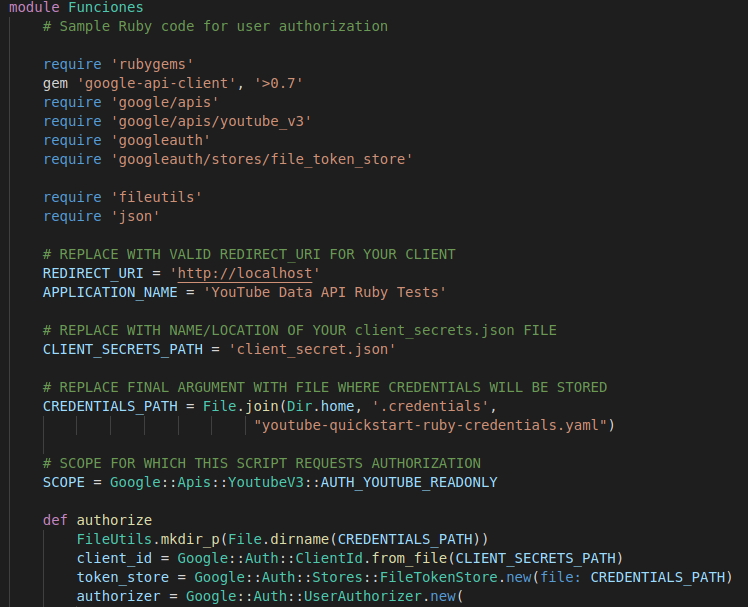 module Funciones
# Sample Ruby code for user authorization
require 'rubygems'
gem 'google-api-client', '>0.7'
require 'google/apis'
require 'google/apis/youtube_v3'
require 'googleauth'
require 'googleauth/stores/file_token_store'
require 'fileutils'
require 'json'
# REPLACE WITH VALID REDIRECT_URI FOR YOUR CLIENT
REDIRECT_URI = 'http://localhost'
APPLICATION_NAME = 'YouTube Data API Ruby Tests'
# REPLACE WITH NAME/LOCATION OF YOUR client_secrets.json FILE
CLIENT_SECRETS_PATH = 'client_secret.json'
# REPLACE FINAL ARGUMENT WITH FILE WHERE CREDENTIALS WILL BE STORED
CREDENTIALS_PATH = File.join(Dir.home, '.credentials',
"youtube-quickstart-ruby-credentials.yaml")
# SCOPE FOR WHICH THIS SCRIPT REQUESTS AUTHORIZATION
SCOPE = Google::Apis::YoutubeV3::AUTH_YOUTUBE_READONLY
def authorize
FileUtils.mkdir_p(File.dirname(CREDENTIALS_PATH))
client_id = Google::Auth::ClientId.from_file(CLIENT_SECRETS_PATH)
token_store = Google::Auth::Stores::FileTokenStore.new(file: CREDENTIALS_PATH)
authorizer = Google::Auth::UserAuthorizer.new(